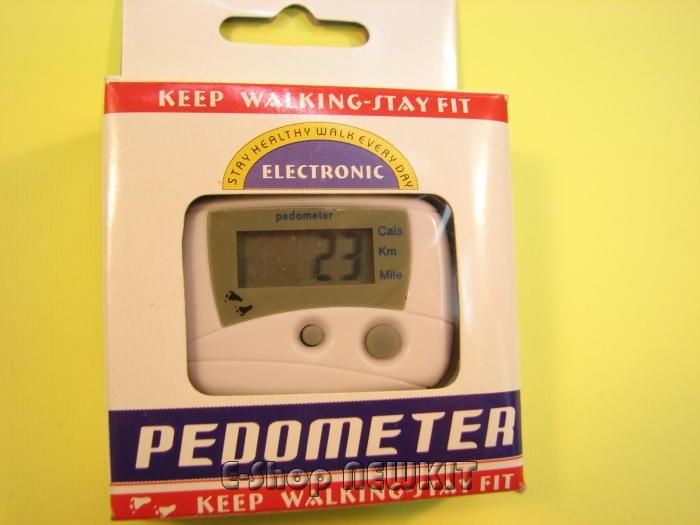 KEEP WALKING-STAY FIT
STAY HEALTHY WALK EVERY DAY
ELECTRONIC
pedometer
Cals
23
Km
Mile
PEDOMETER
E-Shop NEWKIT
KEEP WALKING-STAY FIT